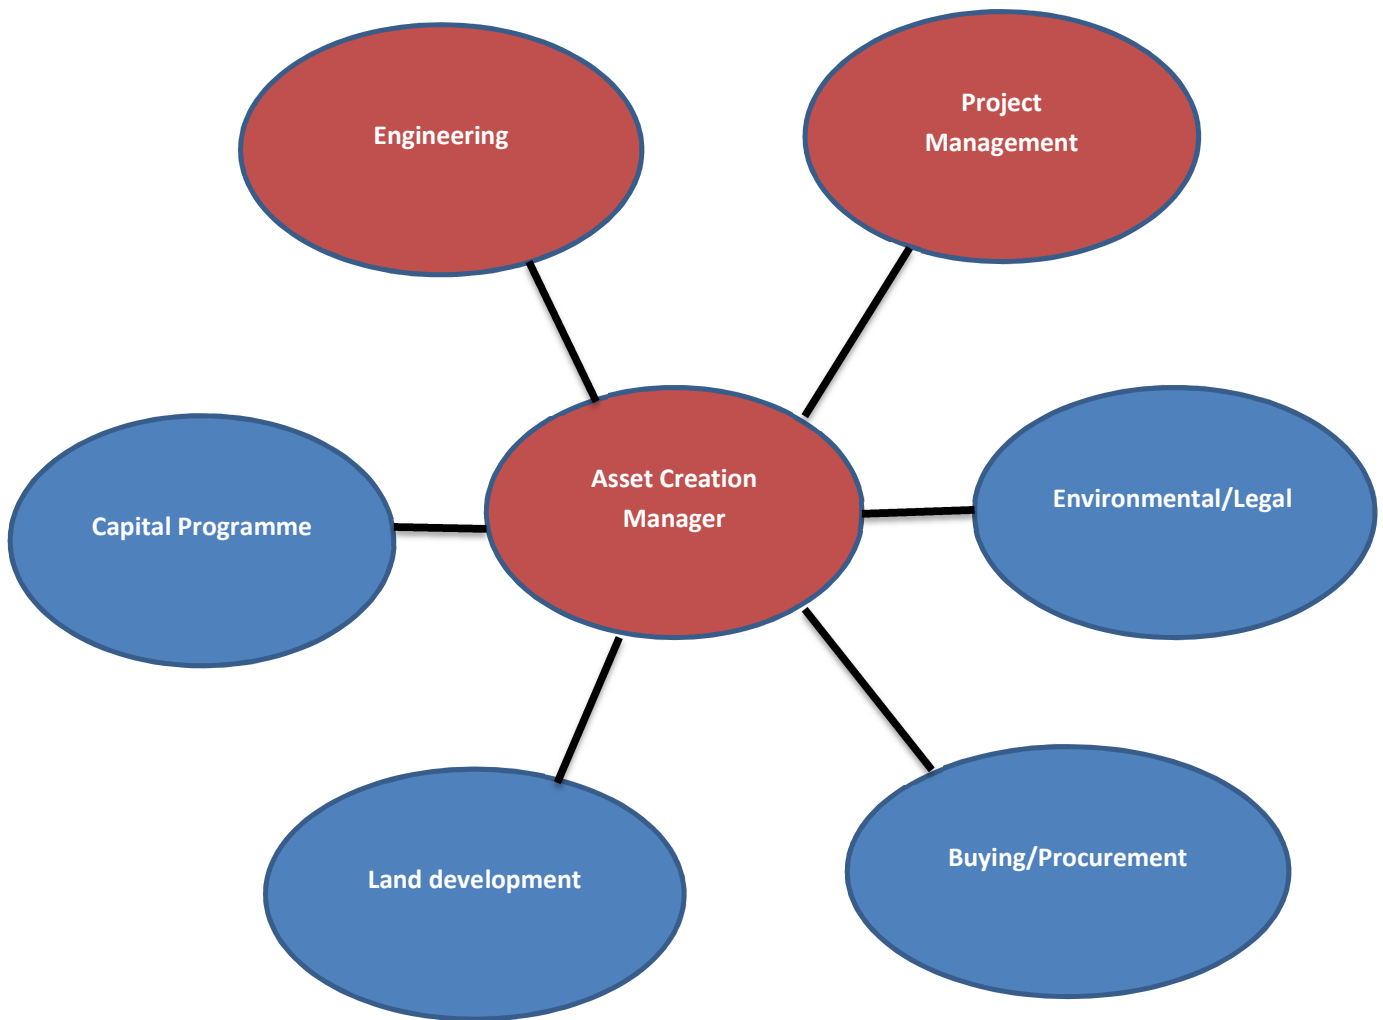 Engineering
Project
Management
Asset Creation
Manager
Environmental/Legal
Capital Programme
Buying/Procurement
Land development